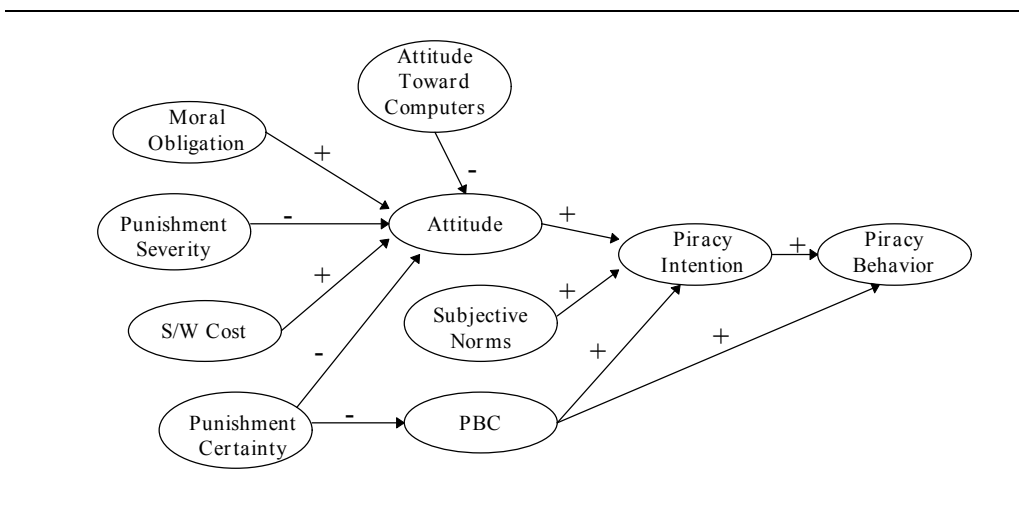 Attitude
Toward
Computers
Moral
Obligation
+
-
Punishment
Severity
-
Attitude
+
Piracy
Intention
+
Piracy
Behavior
+
S/W Cost
Subjective
Norms
+
-
+
+
Punishment
Certainty
-
PBC